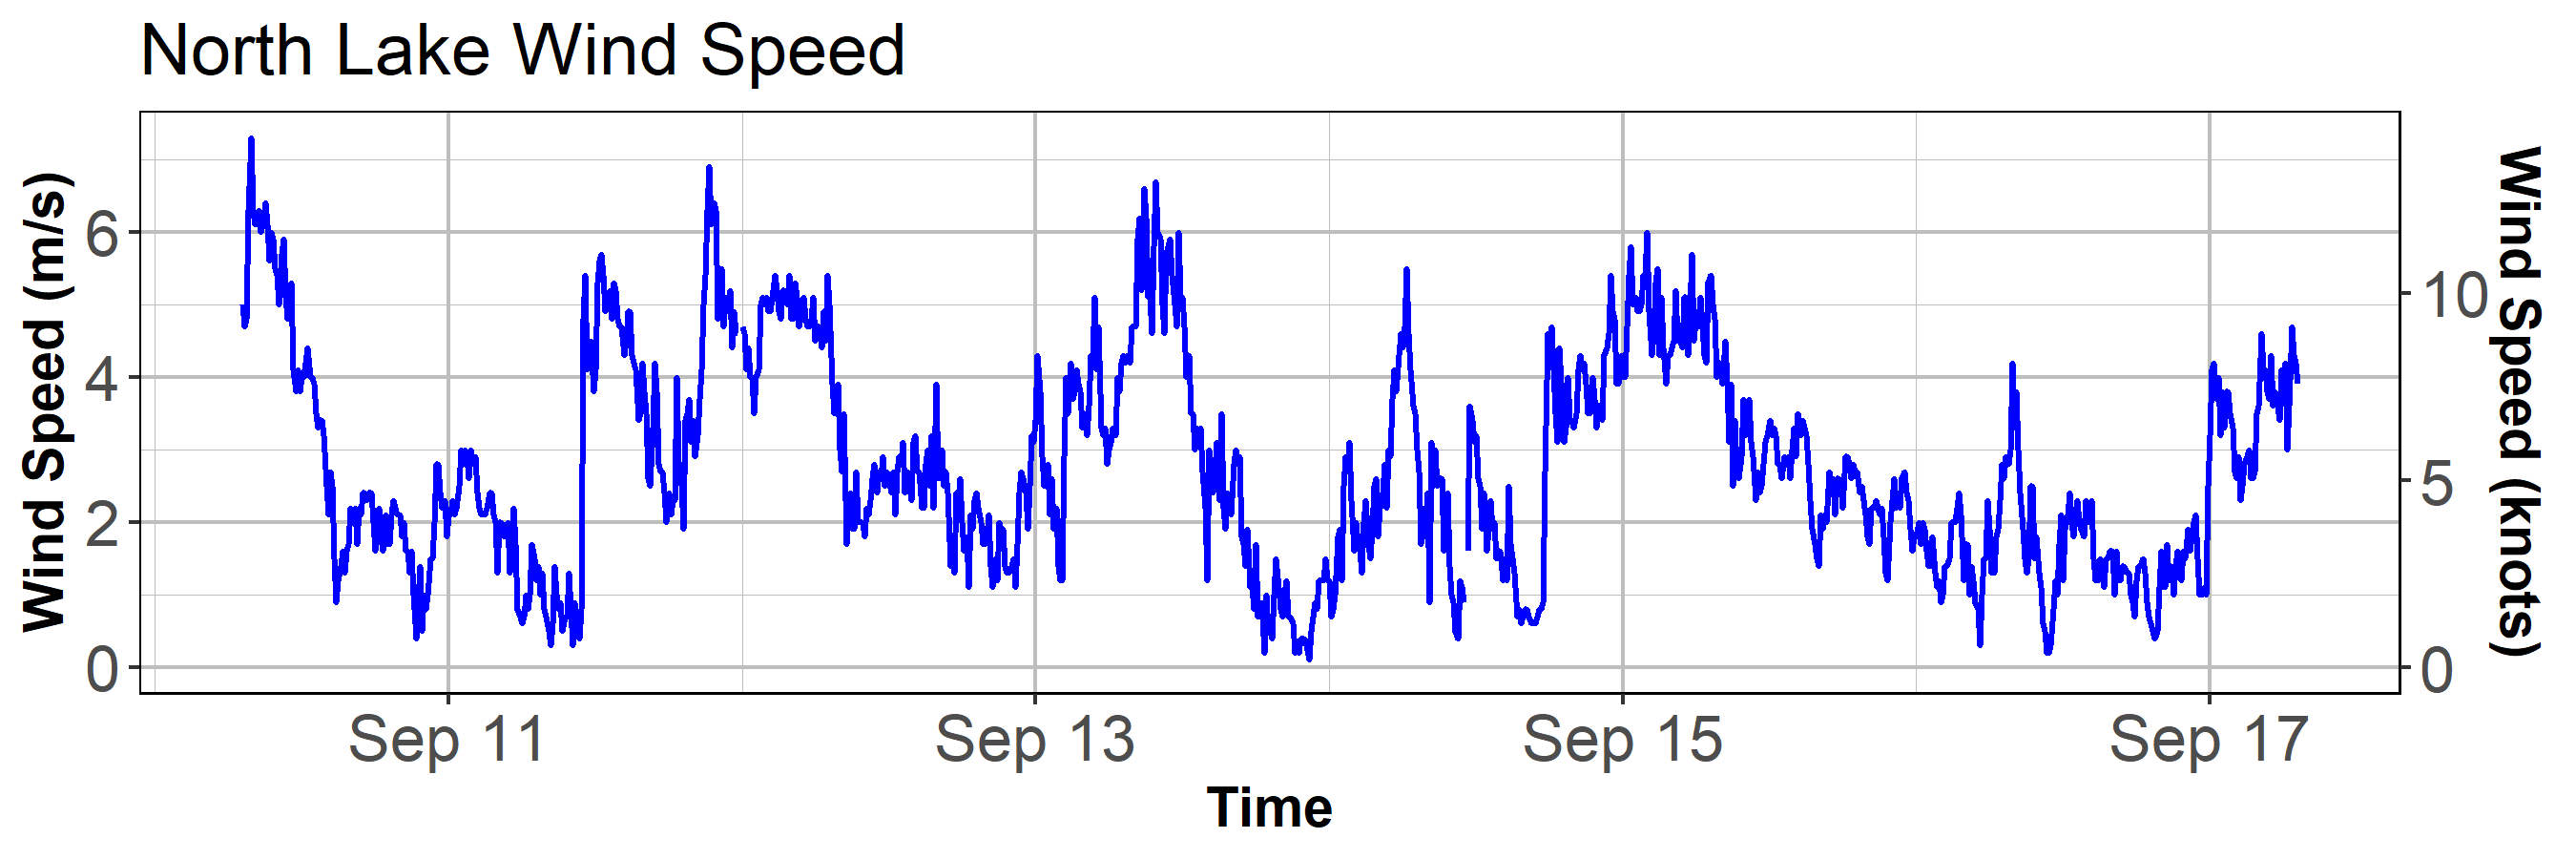 North Lake Wind Speed
Wind Speed (m/s)
6
4
2
0
Wind Speed (knots)
10
5
0
Sep 11
Sep 13
Sep 15
Sep 17
Time